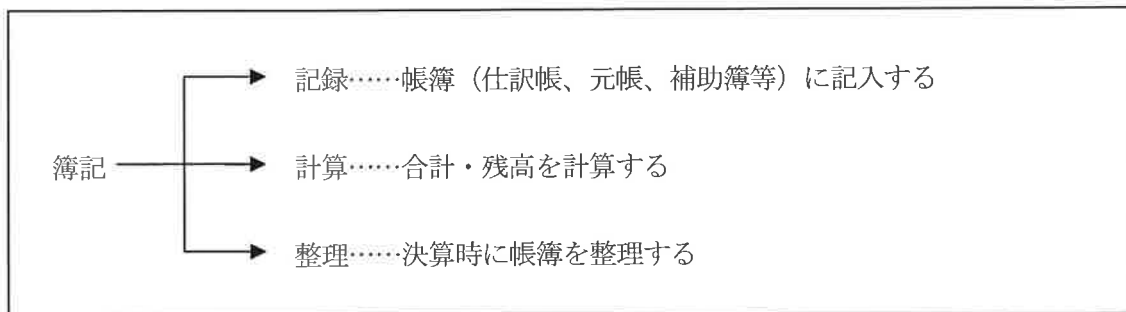 記録……帳簿（仕訳帳、元帳、補助簿等）に記入する
簿記
計算……合計・残高を計算する
整理……決算時に帳簿を整理する